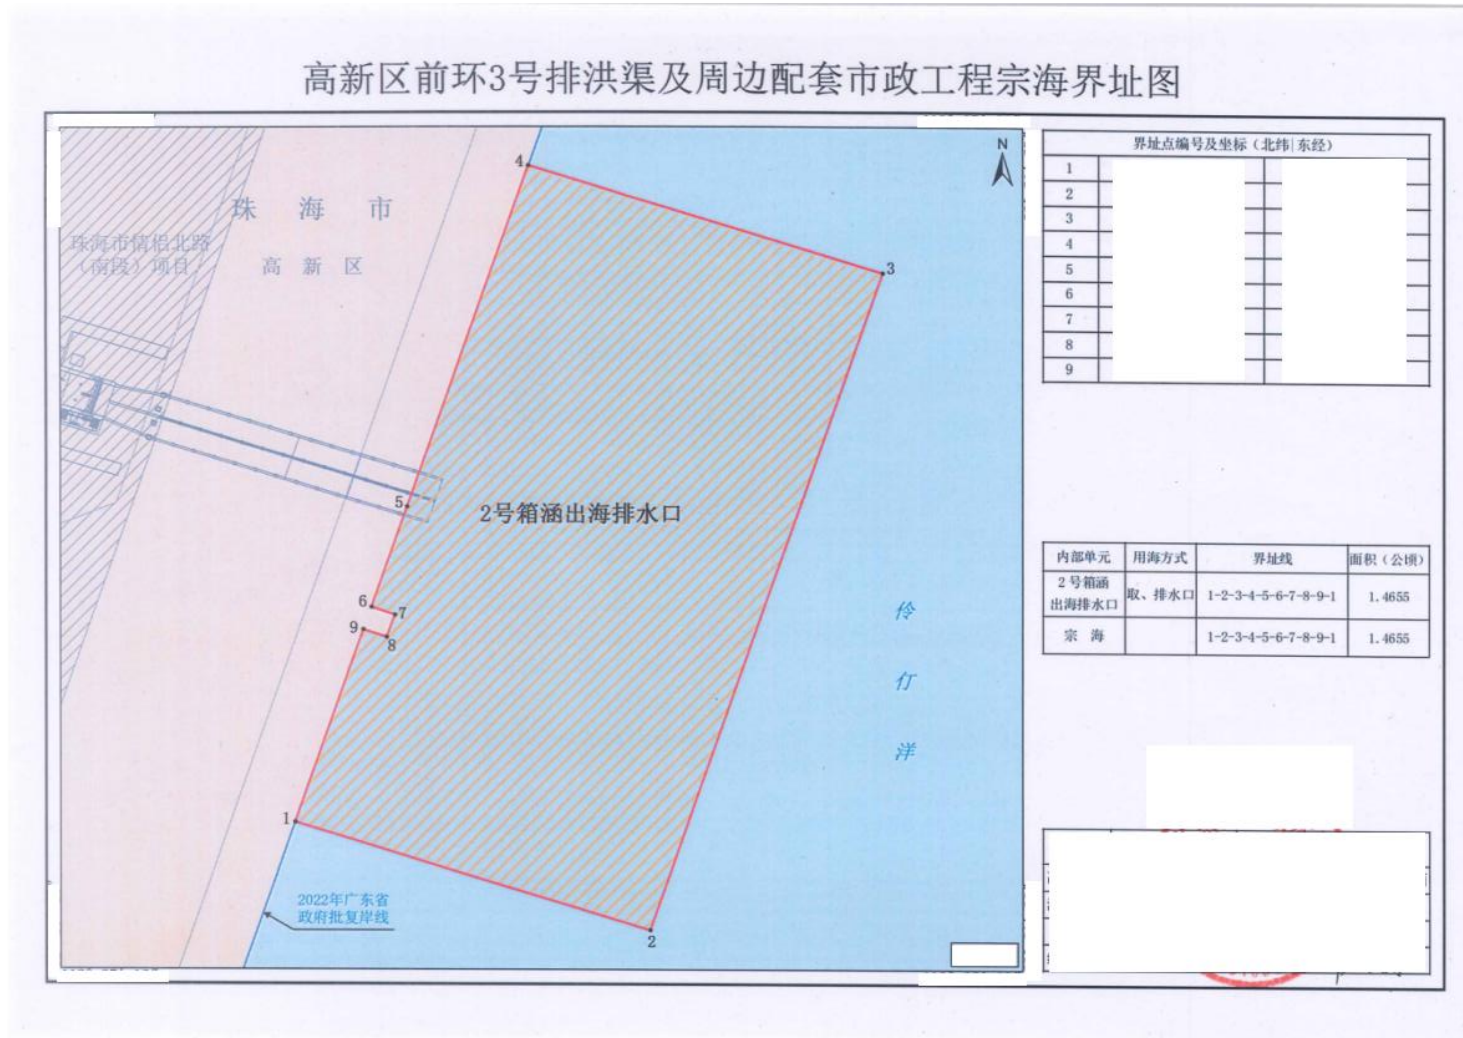 高新区前环3号排洪渠及周边配套市政工程宗海界址图
4
N
珠 海 市
珠海市情侣北路
（南段）项目
高 新 区
3
5
2号箱涵出海排水口
6
7
9
8
伶
仃
洋
1
2022年广东省
政府批复岸线
2
界址点编号及坐标（北纬|东经）
1
2
3
4
5
6
7
8
9
内部单元 用海方式 界址线 面积（公顷）
2号箱涵
出海排水口 取、排水口 1-2-3-4-5-6-7-8-9-1 1.4655
宗 海 1-2-3-4-5-6-7-8-9-1 1.4655